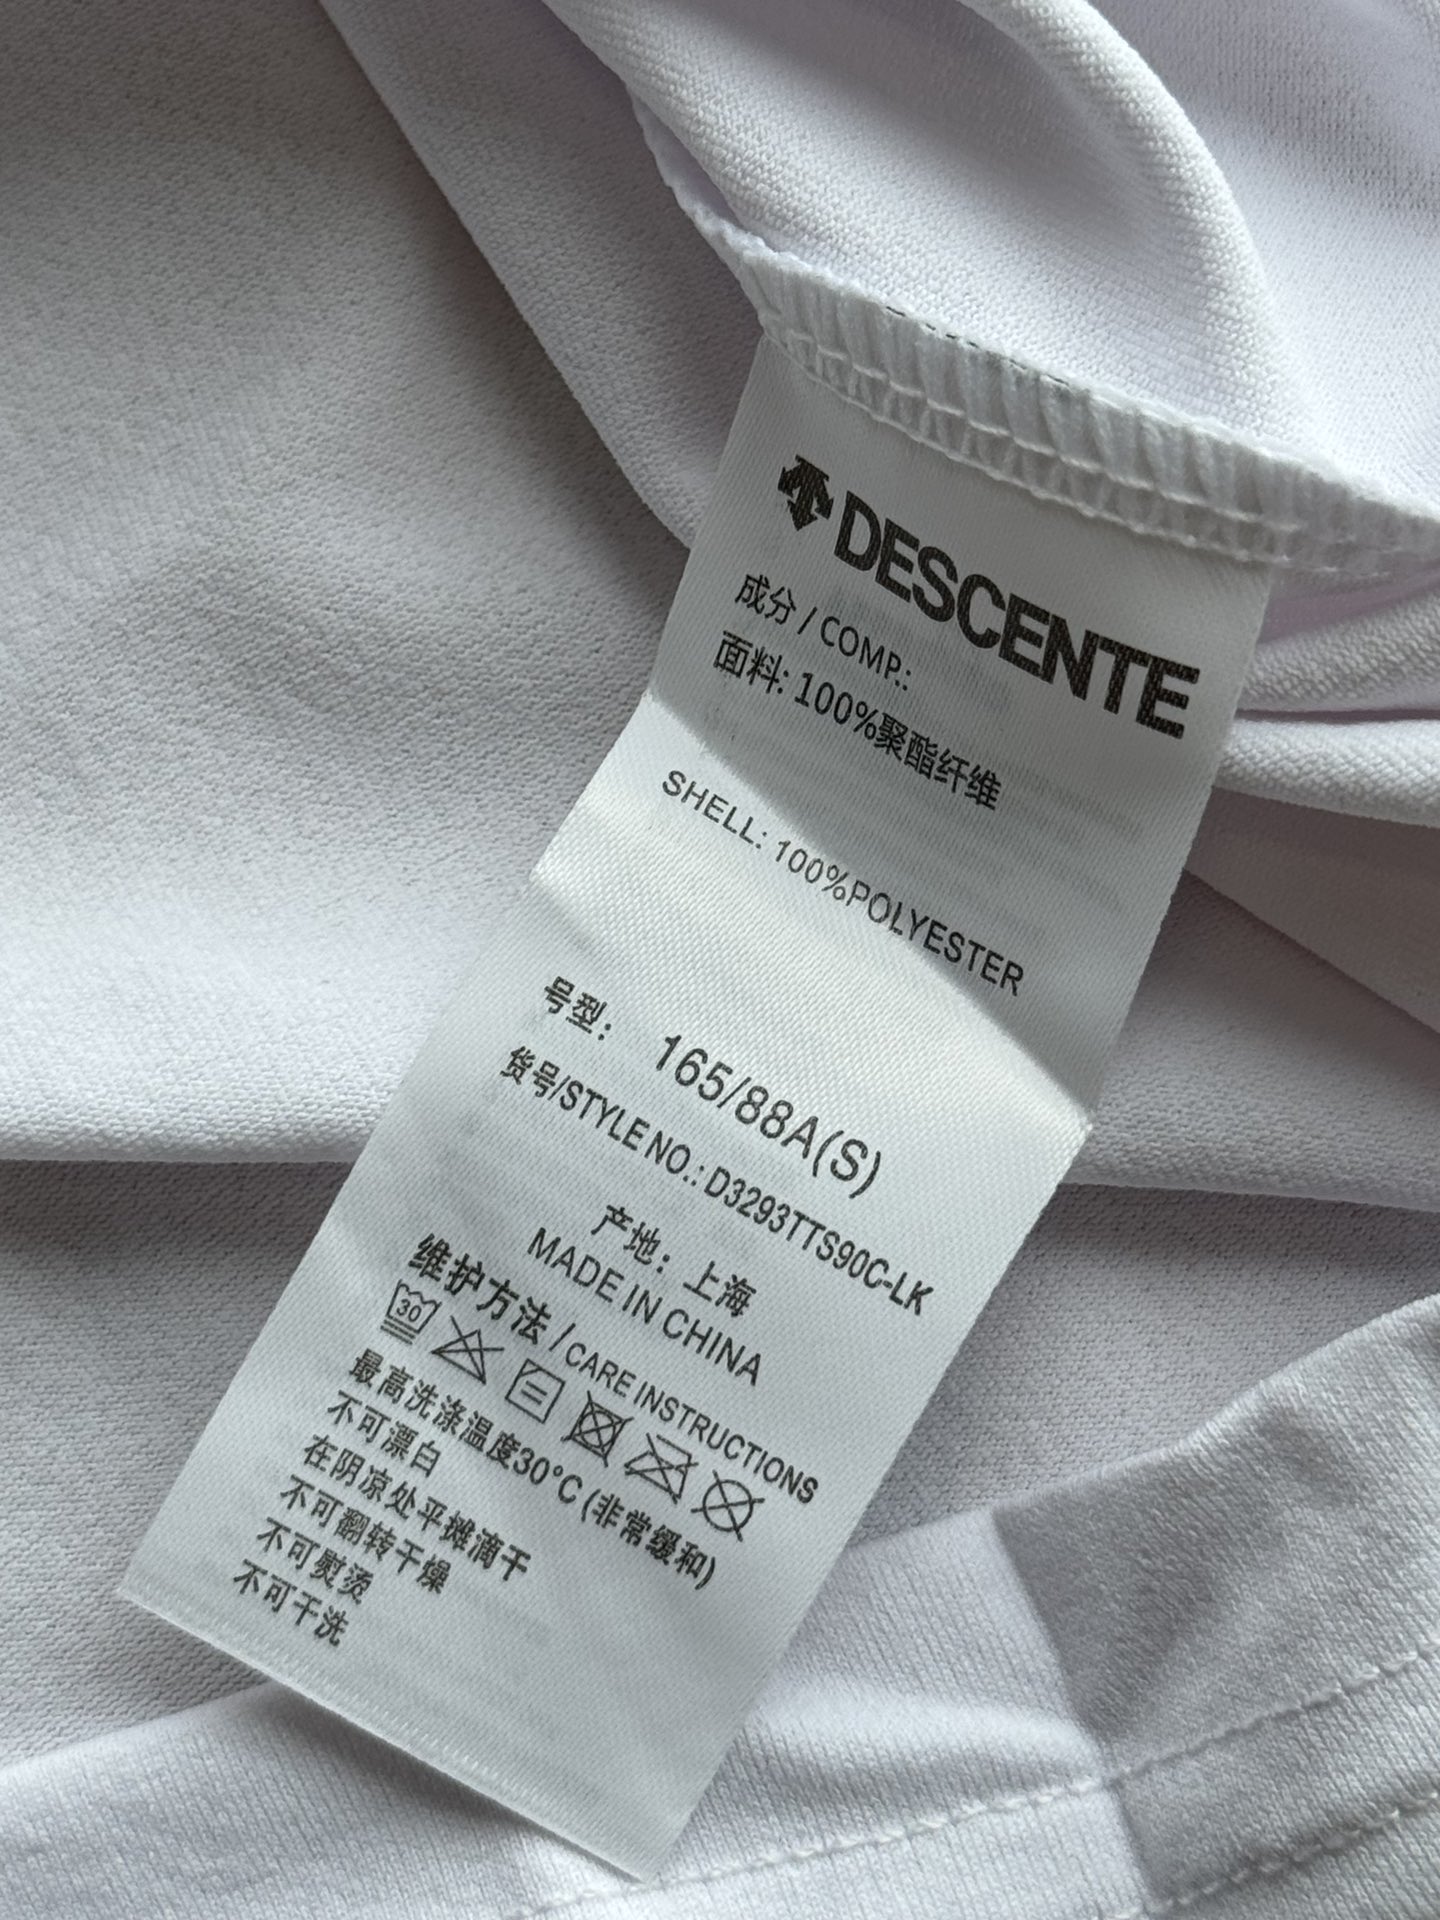 DESCENTE
成分 / COMP.:
面料: 100%聚酯纤维
SHELL: 100%POLYESTER
号型: 165/88A(S)
货号/STYLE NO.: D3293TTS90C-LK
产地: 上海
MADE IN CHINA
维护方法 / CARE INSTRUCTIONS
30
最高洗涤温度30°C (非常缓和)
不可漂白
在阴凉处平摊滴干
不可翻转干燥
不可熨烫
不可干洗